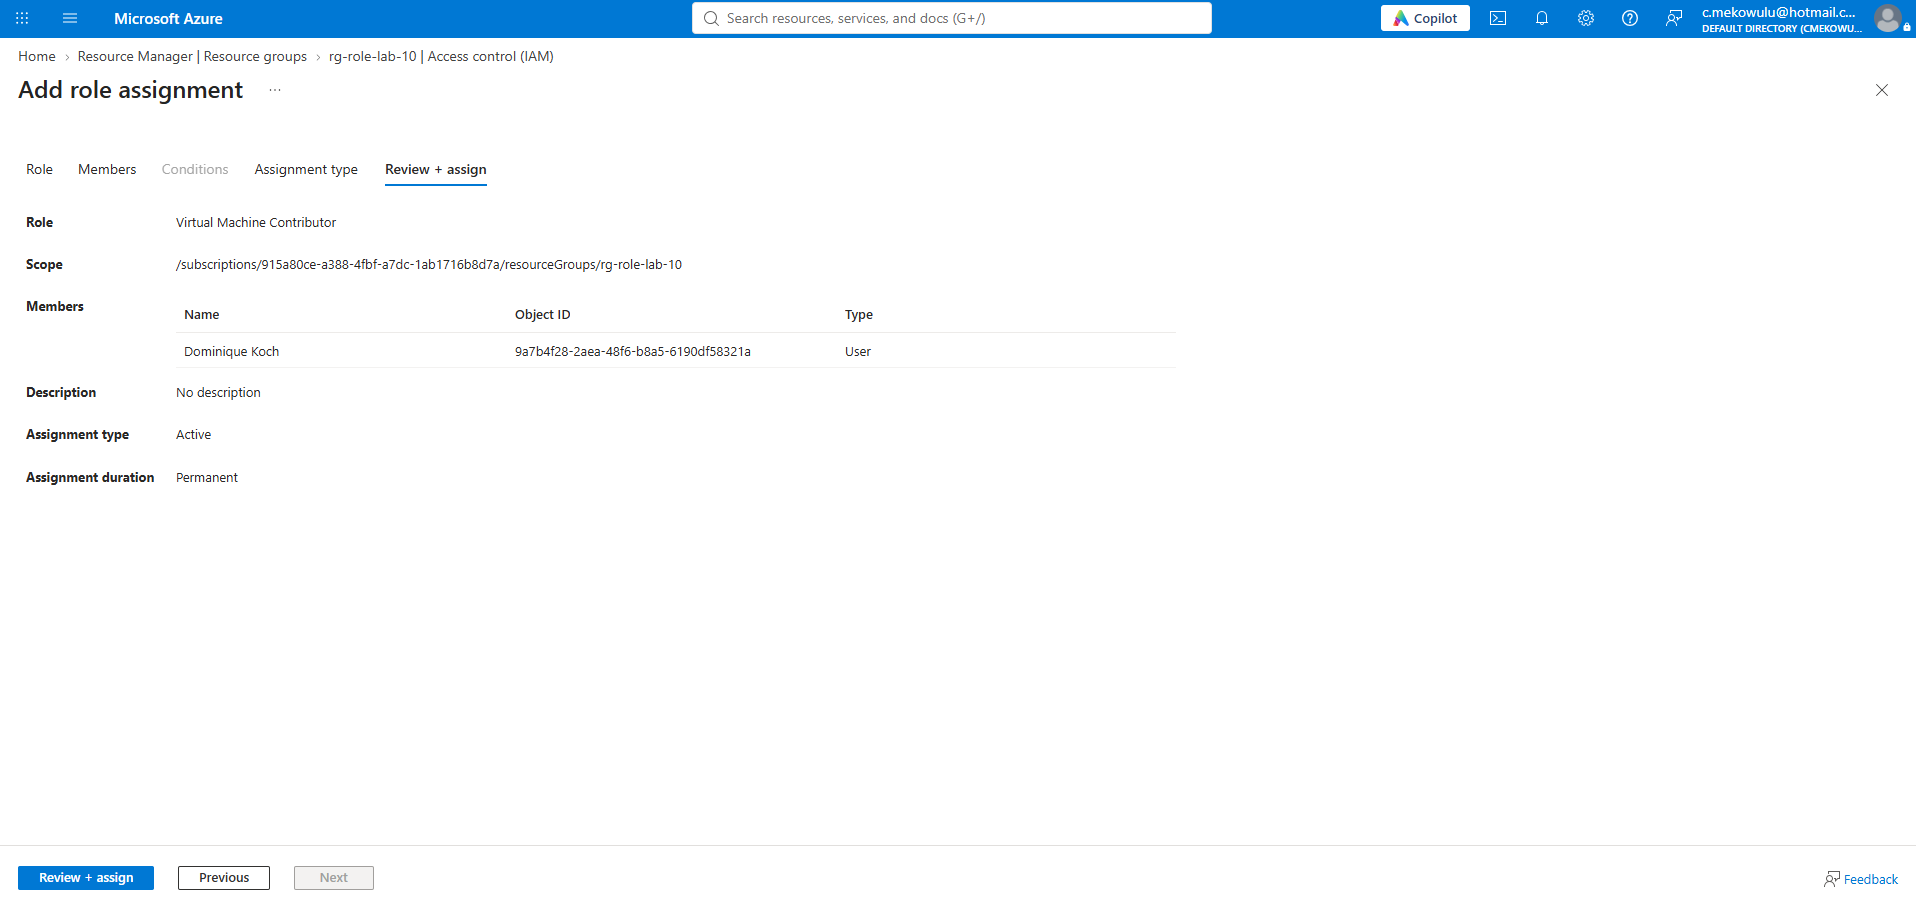 Microsoft Azure
Search resources, services, and docs (G+/)
Copilot
c.mekowulu@hotmail.c...
DEFAULT DIRECTORY (CMEKOWU...
Home › Resource Manager | Resource groups › rg-role-lab-10 | Access control (IAM)
Add role assignment ...
Role Members Conditions Assignment type Review + assign
Role Virtual Machine Contributor
Scope /subscriptions/915a80ce-a388-4fbf-a7dc-1ab1716b8d7a/resourceGroups/rg-role-lab-10
Members
Name Object ID Type
Dominique Koch 9a7b4f28-2aea-48f6-b8a5-6190df58321a User
Description No description
Assignment type Active
Assignment duration Permanent
Review + assign Previous Next
Feedback